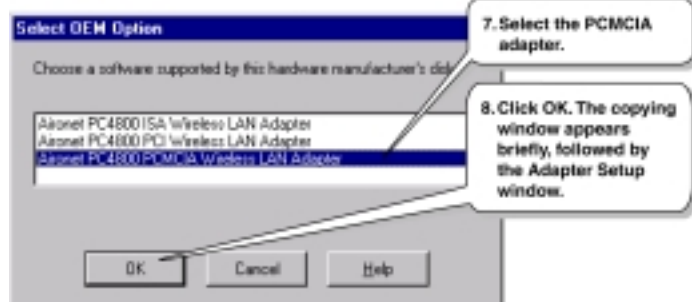 Select OEM Option
Choose a software supported by this hardware manufacturer's
Aironet PC4800 ISA Wireless LAN Adapter
Aironet PC4800 PCI Wireless LAN Adapter
Aironet PC4800 PCMCIA Wireless LAN Adapter
OK
Cancel
Help
7. Select the PCMCIA
adapter.
8. Click OK. The copying
window appears
briefly, followed by
the Adapter Setup
window.